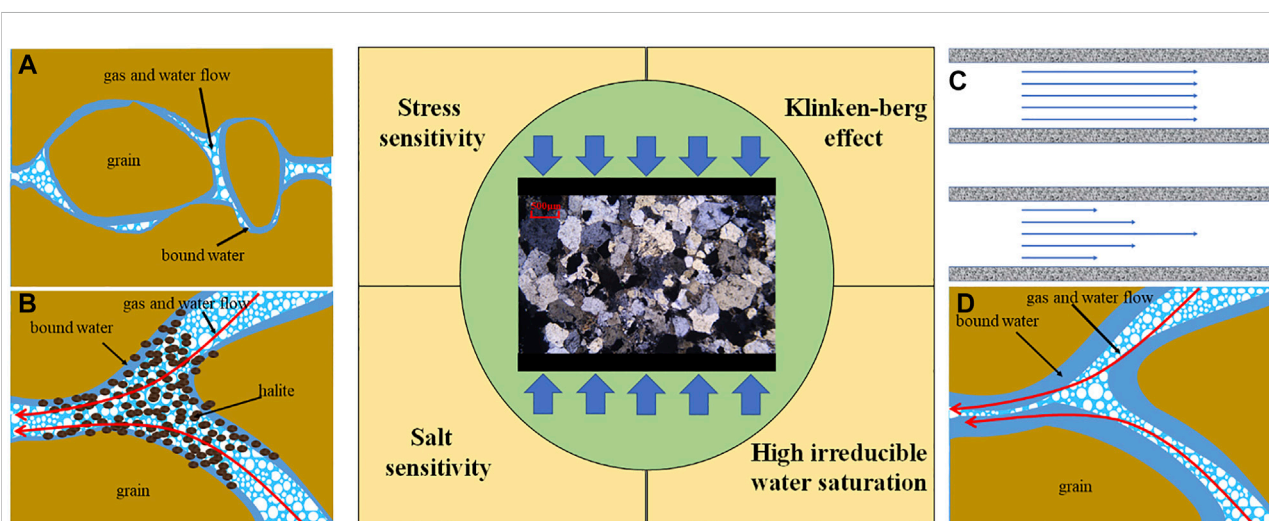 A
gas and water flow
grain
bound water
B
gas and water flow
bound water
halite
grain
Stress
sensitivity
Klinken-berg
effect
500μm
Salt
sensitivity
High irreducible
water saturation
C
D
gas and water flow
bound water
grain